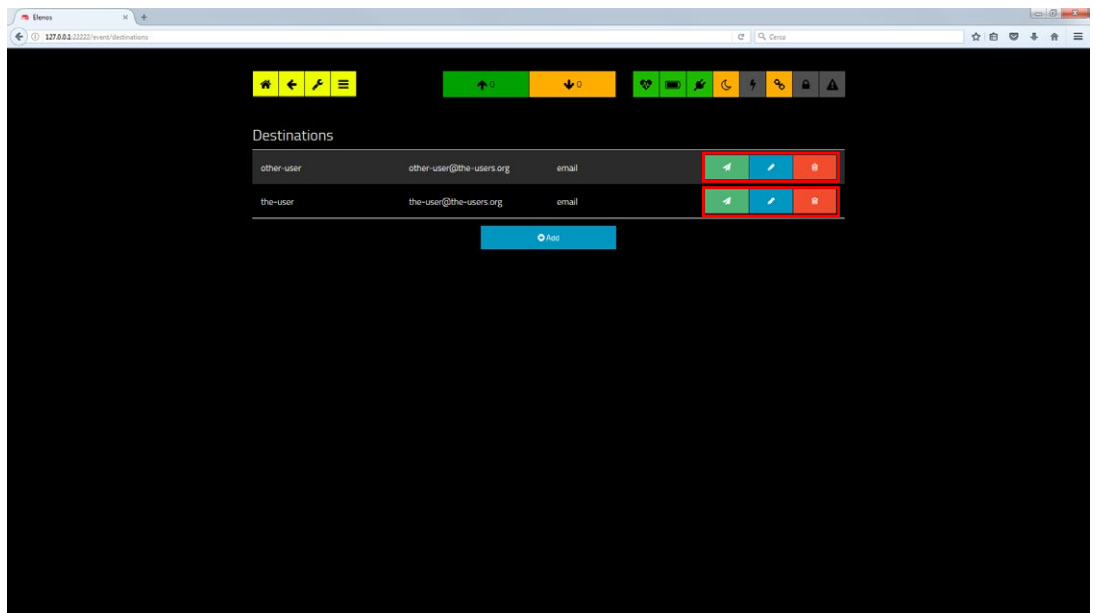 Elenos
127.0.0.1:22222/event/destinations
Cerca
0 0
Destinations
other-user other-user@the-users.org email
the-user the-user@the-users.org email
Add